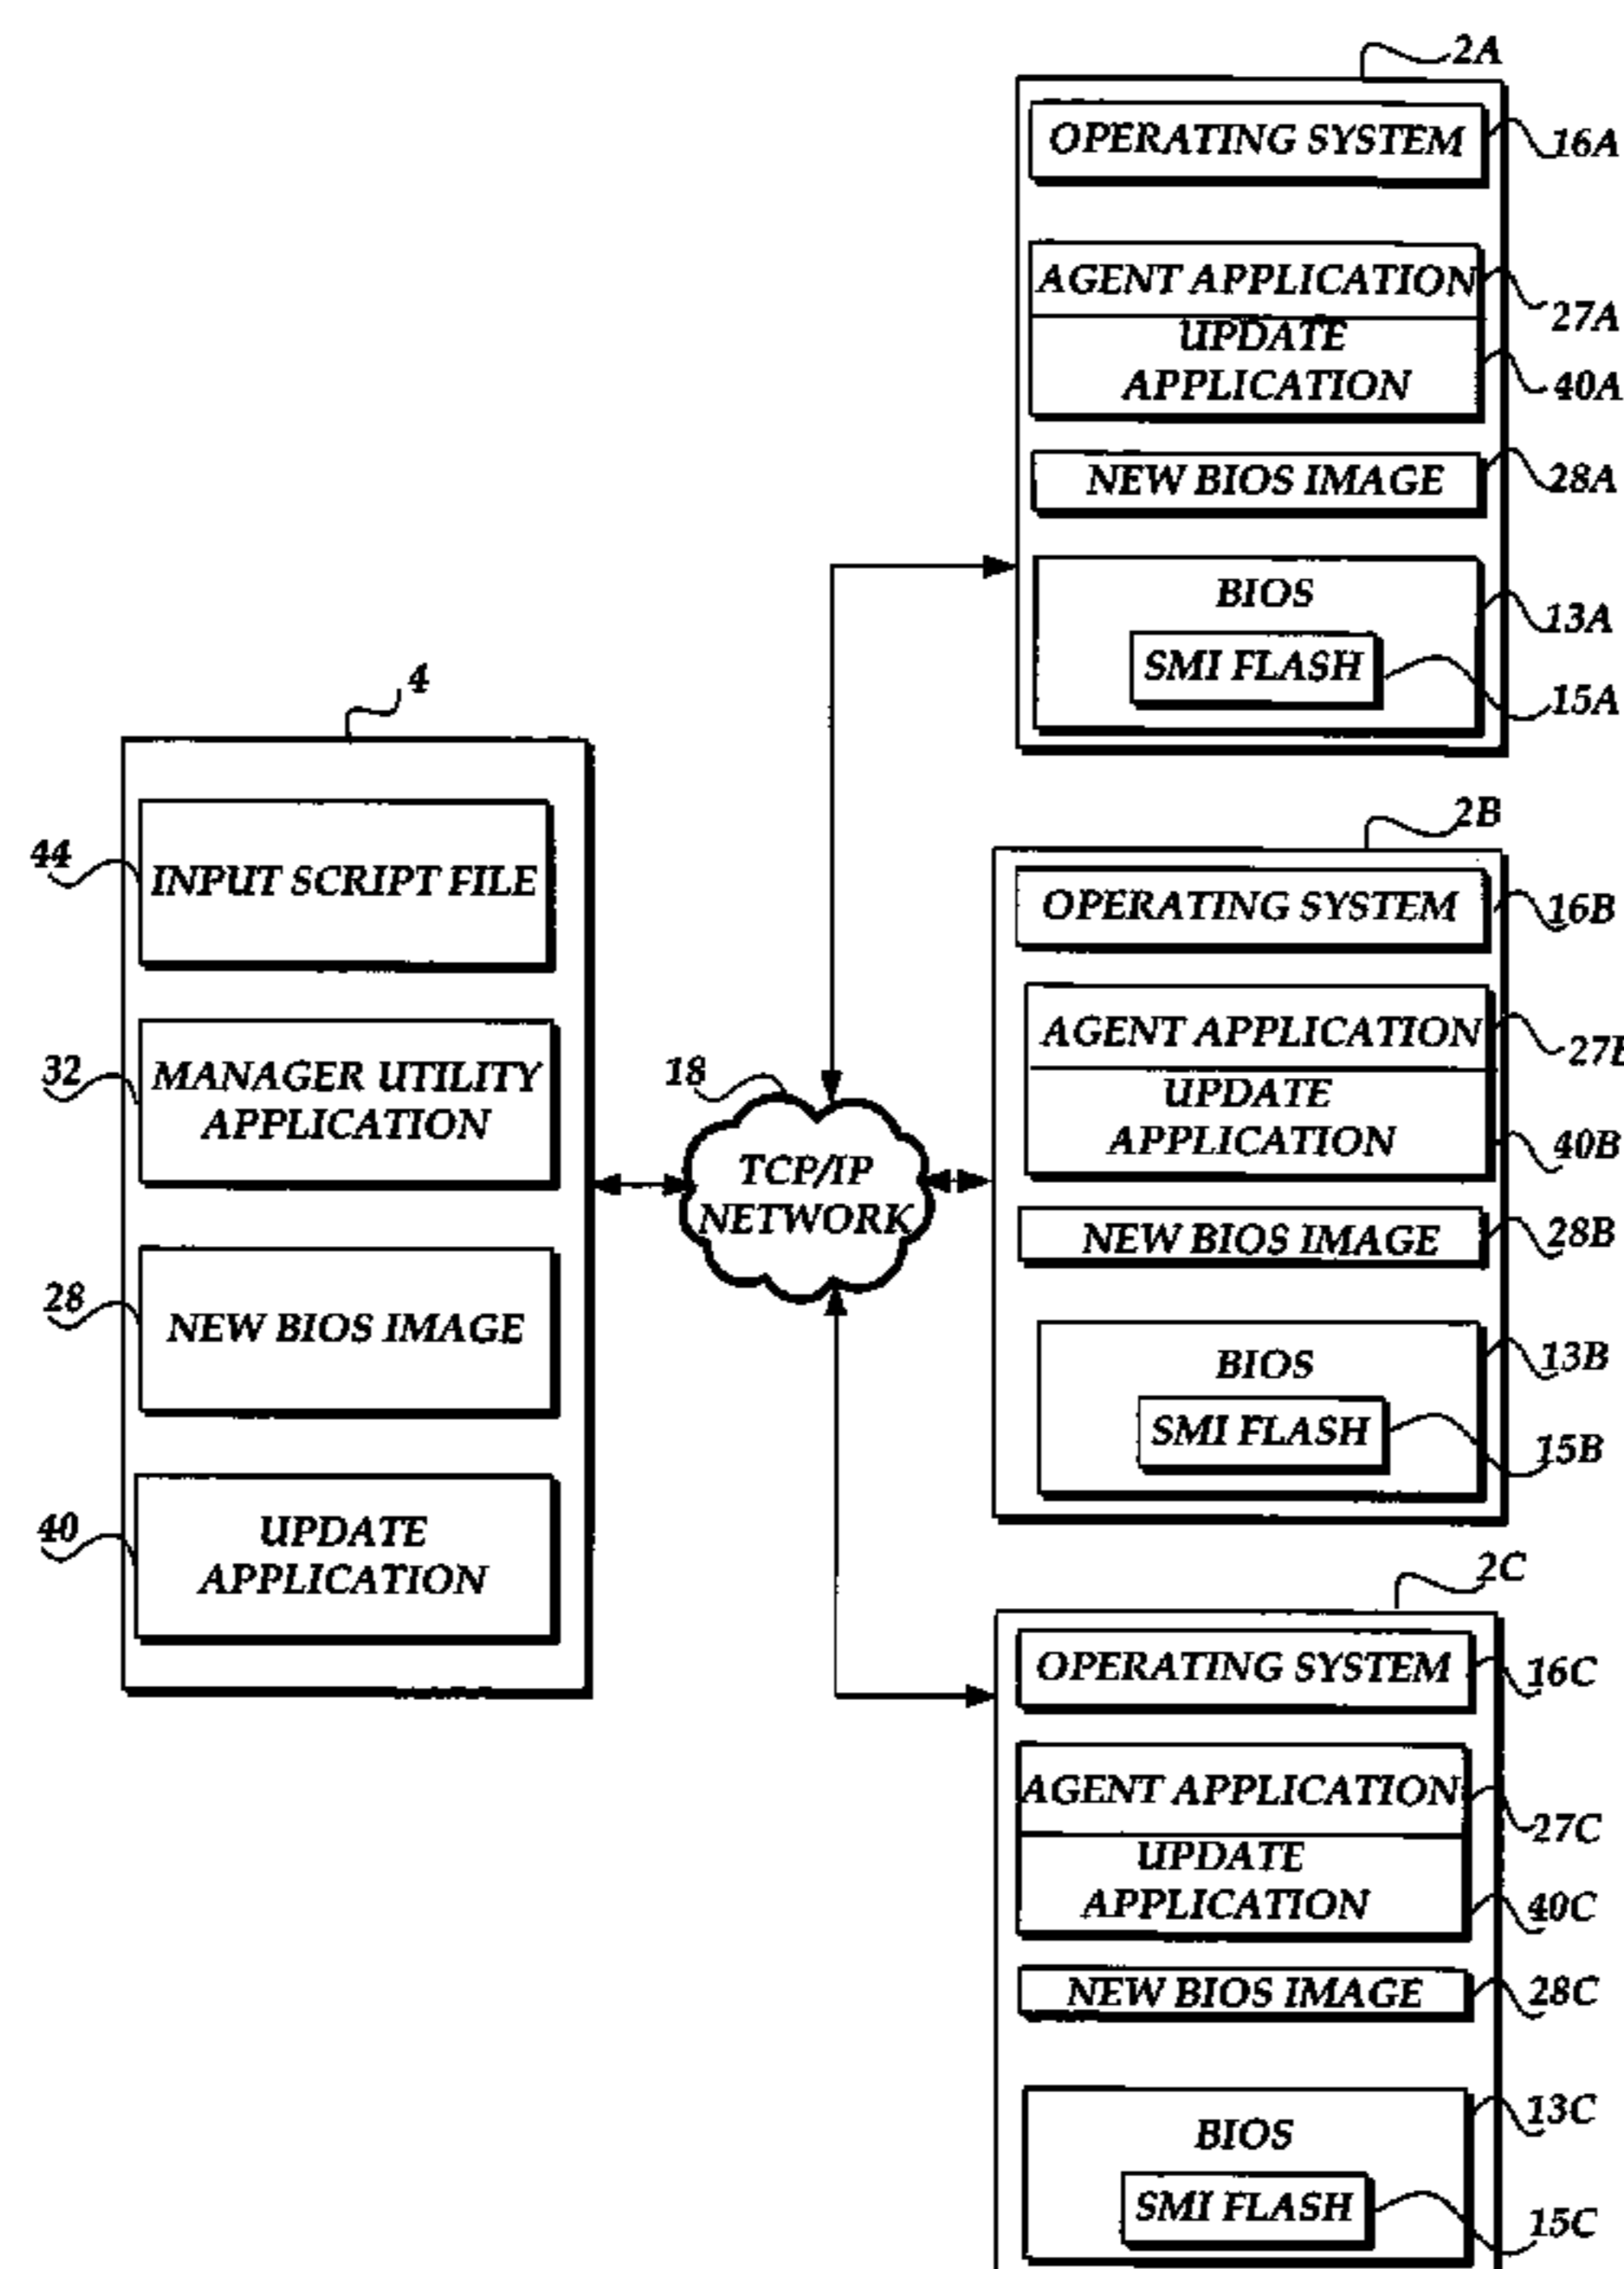 2A
OPERATING SYSTEM
16A
AGENT APPLICATION
27A
UPDATE
APPLICATION
40A
NEW BIOS IMAGE
28A
BIOS
13A
SMI FLASH
15A
4
44
INPUT SCRIPT FILE
32
MANAGER UTILITY
APPLICATION
28
NEW BIOS IMAGE
40
UPDATE
APPLICATION
18
TCP/IP
NETWORK
2B
OPERATING SYSTEM
16B
AGENT APPLICATION
27B
UPDATE
APPLICATION
40B
NEW BIOS IMAGE
28B
BIOS
13B
SMI FLASH
15B
2C
OPERATING SYSTEM
16C
AGENT APPLICATION
27C
UPDATE
APPLICATION
40C
NEW BIOS IMAGE
28C
BIOS
13C
SMI FLASH
15C